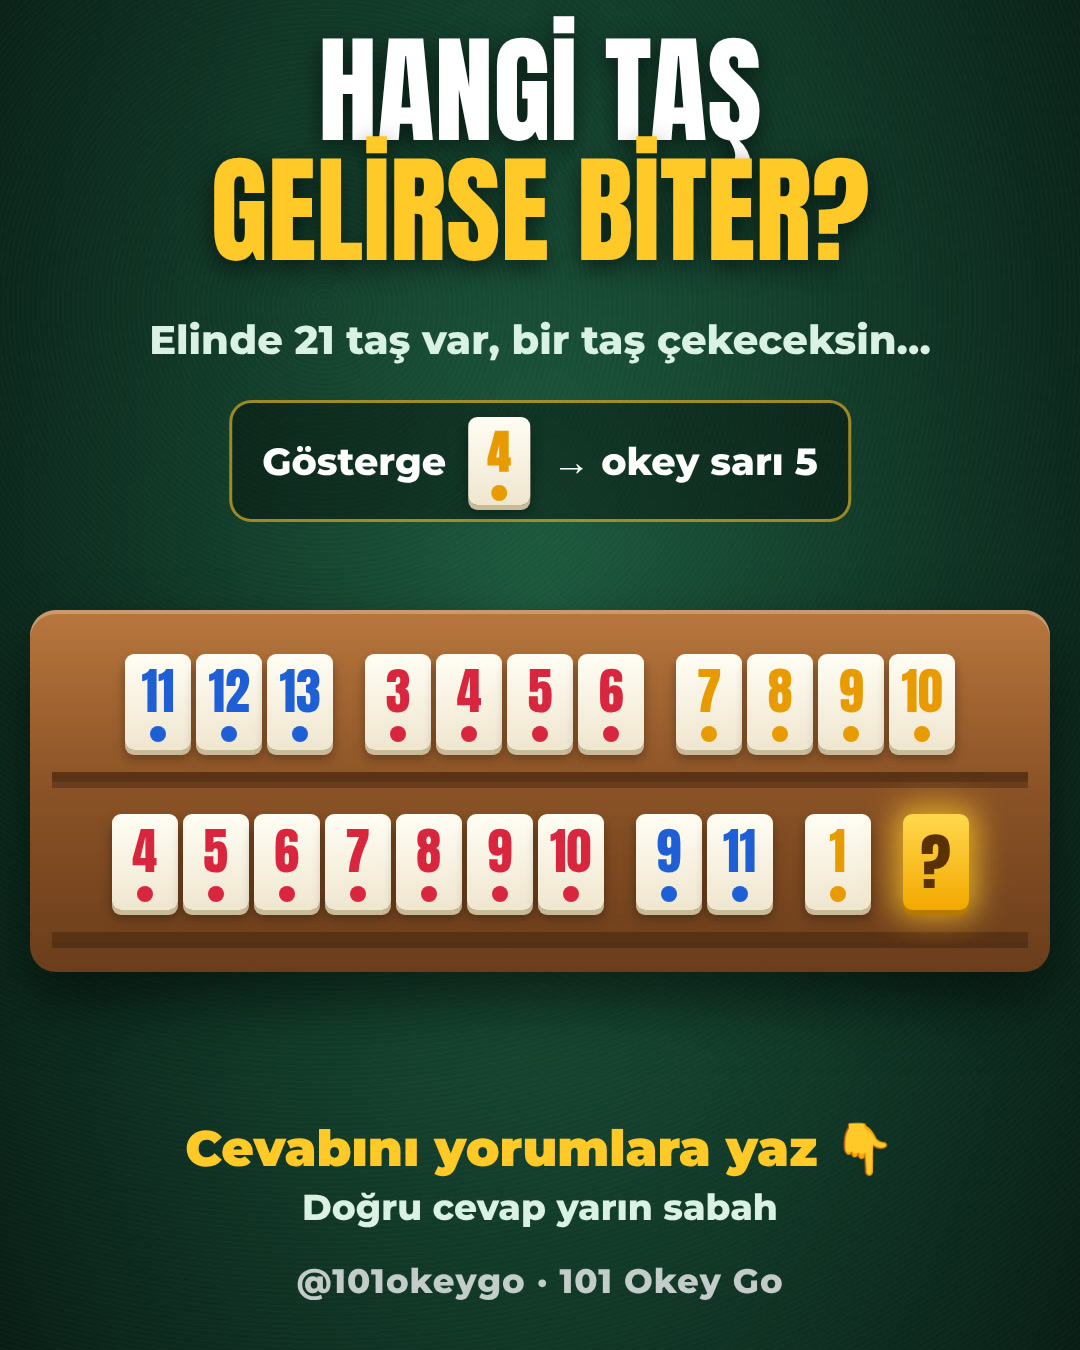 HANGİ TAŞ
GELİRSE BİTER?
Elinde 21 taş var, bir taş çekeceksin...
Gösterge 4 → okey sarı 5
11 12 13 3 4 5 6 7 8 9 10
4 5 6 7 8 9 10 9 11 1 ?
Cevabını yorumlara yaz 👇
Doğru cevap yarın sabah
@101okeygo · 101 Okey Go